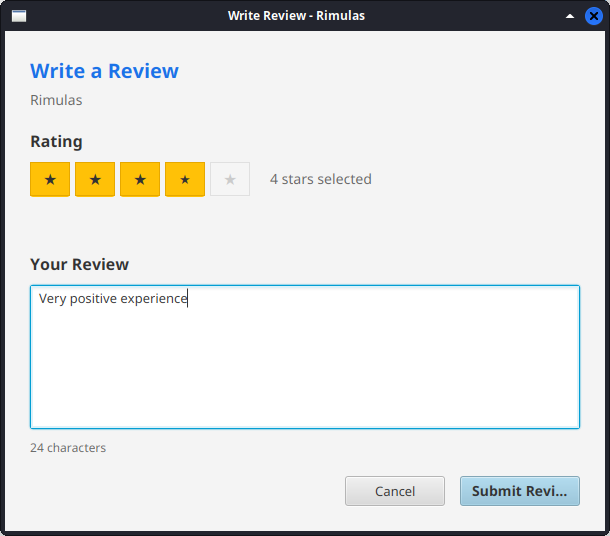 Write Review - Rimulas
Write a Review
Rimulas
Rating
★ ★ ★ ★ ★ 4 stars selected
Your Review
Very positive experience
24 characters
Cancel Submit Revi...